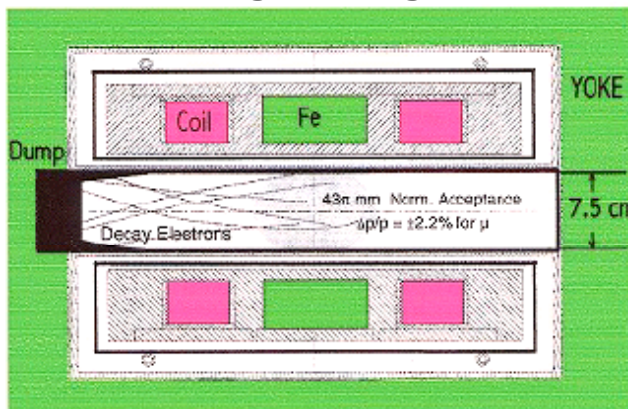 YOKE
Coil
Fe
Dump
43π mm Norm. Acceptance
Δp/p = ±2.2% for μ
7.5 cm
Decay Electrons